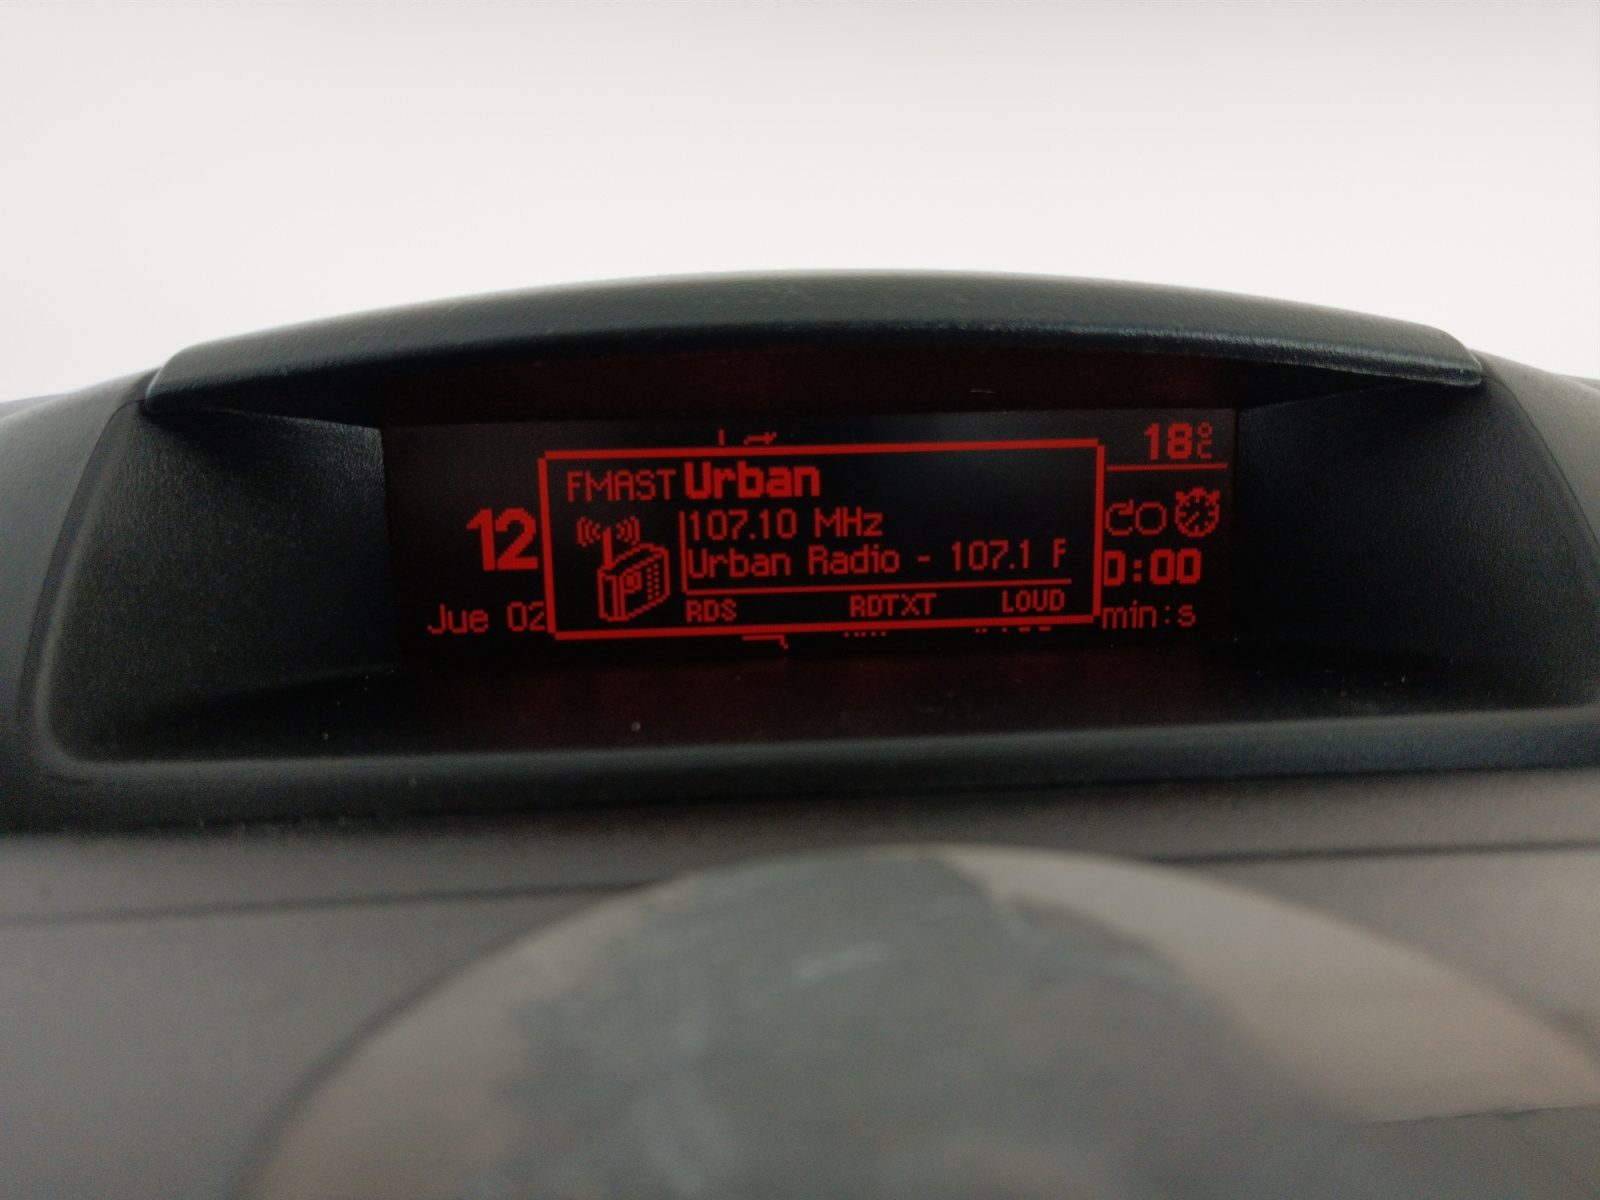 18°C
FMAST Urban
12
107.10 MHz
Urban Radio - 107.1 F
0:00
Jue 02
RDS RDTXT LOUD
min:s